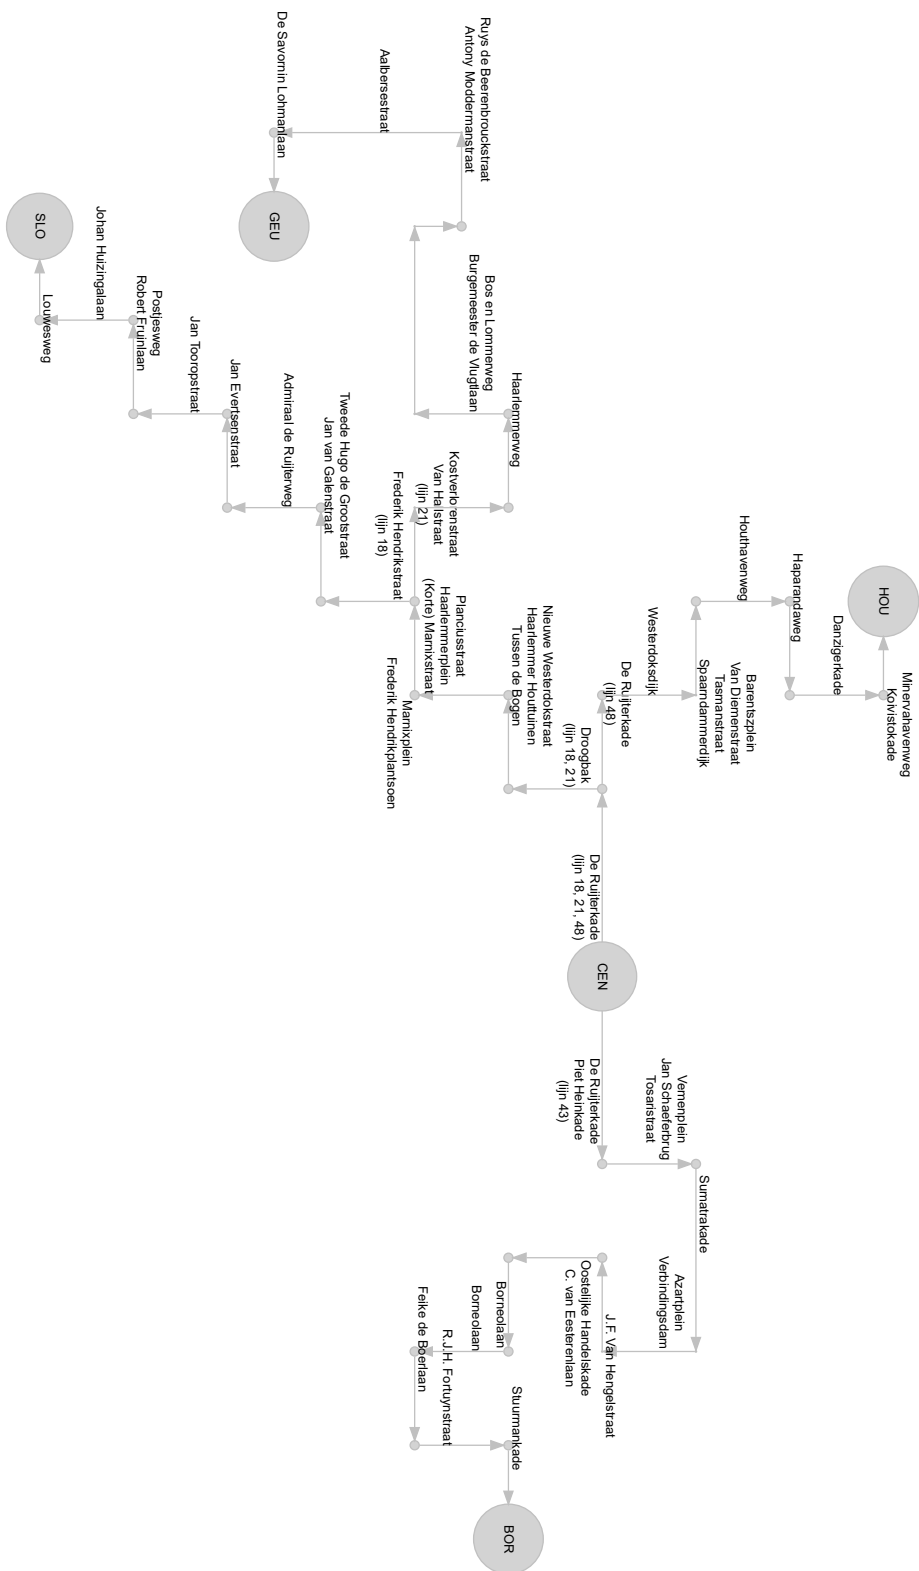 De Savornin Lohmanlaan
Aalbersestraat
Ruys de Beerenbrouckstraat
Antony Moddermanstraat
SLO
GEU
Johan Huizingalaan
Louwesweg
Postjesweg
Robert Fruinlaan
Jan Tooropstraat
Jan Evertsenstraat
Admiraal de Ruijterweg
Tweede Hugo de Grootstraat
Jan van Galenstraat
Bos en Lommerweg
Burgemeester de Vlugtlaan
Haarlemmerweg
Kostverlorenstraat
Van Hallstraat
(lijn 21)
Frederik Hendrikstraat
(lijn 18)
Planciusstraat
Haarlemmerplein
(Korte) Marnixstraat
Marnixplein
Frederik Hendrikplantsoen
Nieuwe Westerdokstraat
Haarlemmer Houttuinen
Tussen de Bogen
Droogbak
(lijn 18, 21)
De Ruijterkade
(lijn 48)
Westerdoksdijk
Barentszplein
Van Diemenstraat
Tasmanstraat
Spaarndammerdijk
Houthavenweg
Haparandaweg
Danzigerkade
HOU
Minervahavenweg
Koivistokade
De Ruijterkade
(lijn 18, 21, 48)
CEN
De Ruijterkade
Piet Heinkade
(lijn 43)
Vemenplein
Jan Schaeferbrug
Tosaristraat
Sumatrakade
Azartplein
Verbindingsdam
J.F. Van Hengelstraat
Oostelijke Handelskade
C. van Eesterenlaan
Borneolaan
Borneolaan
Feike de Boerlaan
R.J.H. Fortuynstraat
Stuurmankade
BOR